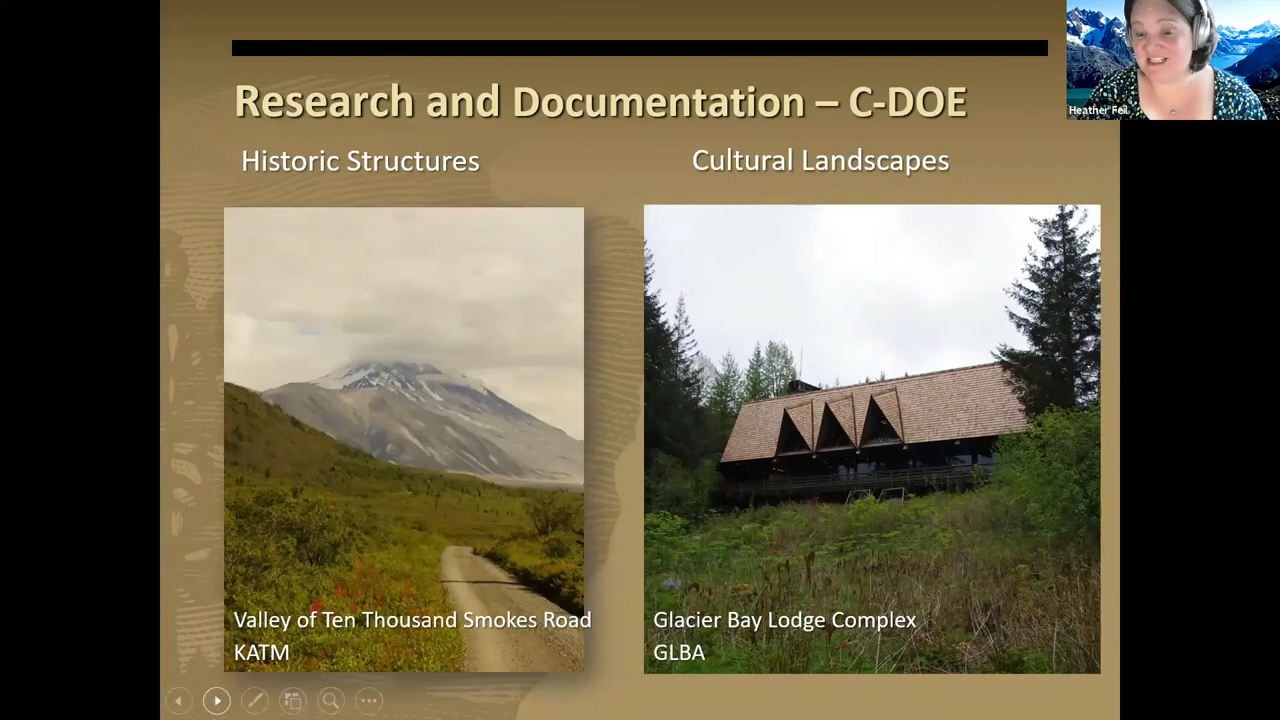 Research and Documentation – C-DOE
Historic Structures
Cultural Landscapes
Valley of Ten Thousand Smokes Road
KATM
Glacier Bay Lodge Complex
GLBA
Heather Feil